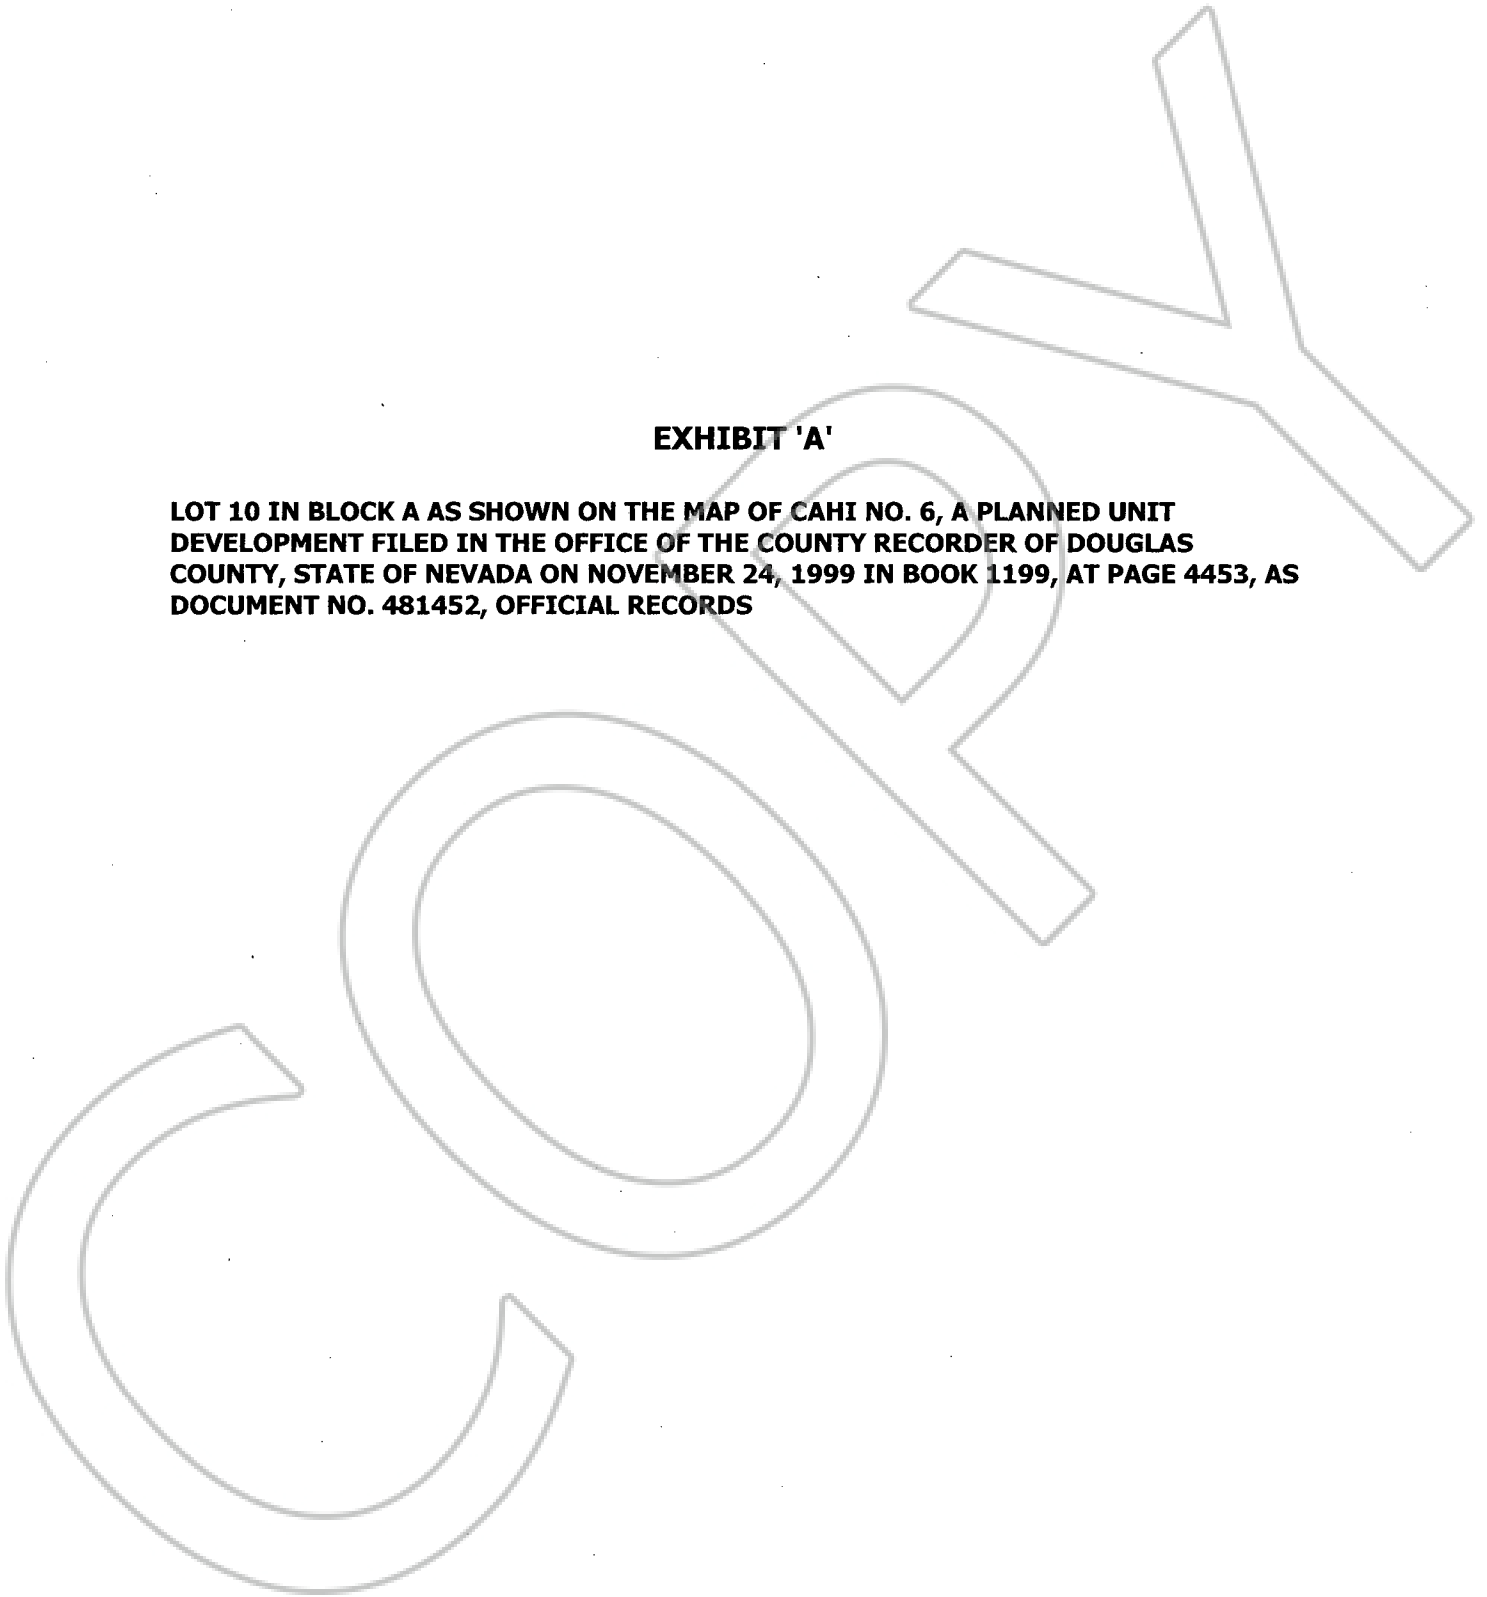 EXHIBIT 'A'
LOT 10 IN BLOCK A AS SHOWN ON THE MAP OF CAHI NO. 6, A PLANNED UNIT
DEVELOPMENT FILED IN THE OFFICE OF THE COUNTY RECORDER OF DOUGLAS
COUNTY, STATE OF NEVADA ON NOVEMBER 24, 1999 IN BOOK 1199, AT PAGE 4453, AS
DOCUMENT NO. 481452, OFFICIAL RECORDS
COPY